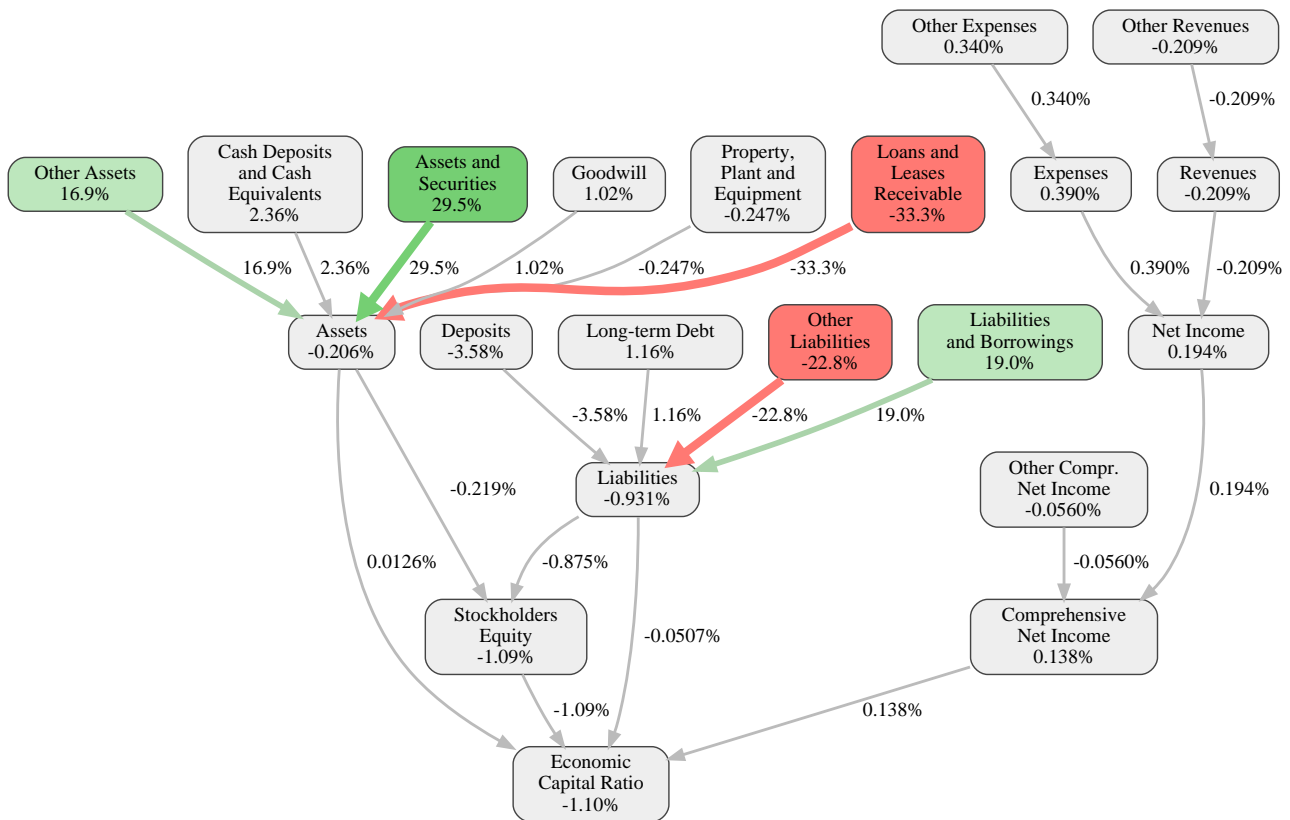 Other Expenses
0.340%
Other Revenues
-0.209%
0.340%
-0.209%
Other Assets
16.9%
Cash Deposits
and Cash
Equivalents
2.36%
Assets and
Securities
29.5%
Goodwill
1.02%
Property,
Plant and
Equipment
-0.247%
Loans and
Leases
Receivable
-33.3%
Expenses
0.390%
Revenues
-0.209%
16.9%
2.36%
29.5%
1.02%
-0.247%
-33.3%
0.390%
-0.209%
Assets
-0.206%
Deposits
-3.58%
Long-term Debt
1.16%
Other
Liabilities
-22.8%
Liabilities
and Borrowings
19.0%
Net Income
0.194%
-3.58%
1.16%
-22.8%
19.0%
Liabilities
-0.931%
Other Compr.
Net Income
-0.0560%
-0.219%
0.194%
0.0126%
-0.875%
-0.0560%
Stockholders
Equity
-1.09%
-0.0507%
Comprehensive
Net Income
0.138%
-1.09%
0.138%
Economic
Capital Ratio
-1.10%